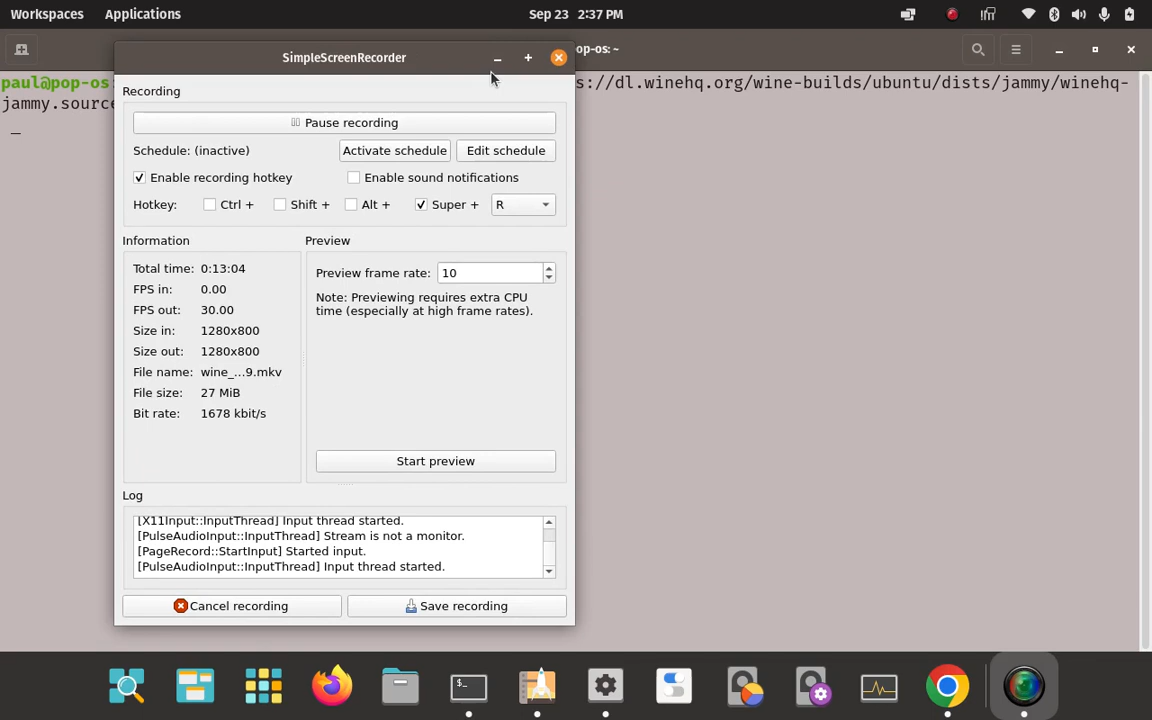 Workspaces Applications Sep 23 2:37 PM
SimpleScreenRecorder
op-os: ~
paul@pop-os: s://dl.winehq.org/wine-builds/ubuntu/dists/jammy/winehq-
jammy.source
Recording
Pause recording
Schedule: (inactive) Activate schedule Edit schedule
Enable recording hotkey Enable sound notifications
Hotkey: Ctrl + Shift + Alt + Super + R
Information Preview
Total time: 0:13:04
FPS in: 0.00
FPS out: 30.00
Size in: 1280x800
Size out: 1280x800
File name: wine_...9.mkv
File size: 27 MiB
Bit rate: 1678 kbit/s
Preview frame rate: 10
Note: Previewing requires extra CPU
time (especially at high frame rates).
Start preview
Log
[X11Input::InputThread] Input thread started.
[PulseAudioInput::InputThread] Stream is not a monitor.
[PageRecord::StartInput] Started input.
[PulseAudioInput::InputThread] Input thread started.
Cancel recording Save recording